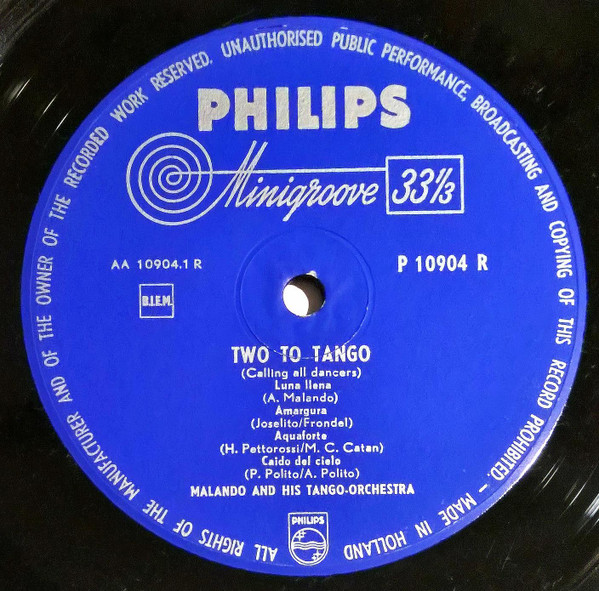 ALL RIGHTS OF THE MANUFACTURER AND OF THE OWNER OF THE RECORDED WORK RESERVED. UNAUTHORISED PUBLIC PERFORMANCE, BROADCASTING AND COPYING OF THIS RECORD PROHIBITED. – MADE IN HOLLAND
PHILIPS
Minigroove 33⅓
AA 10904.1 R
P 10904 R
B.I.E.M.
TWO TO TANGO
(Calling all dancers)
Luna llena
(A. Malando)
Amargura
(Joselito/Frondel)
Aquaforte
(H. Pettorossi/M. C. Catan)
Caido del cielo
(P. Polito/A. Polito)
MALANDO AND HIS TANGO-ORCHESTRA
PHILIPS